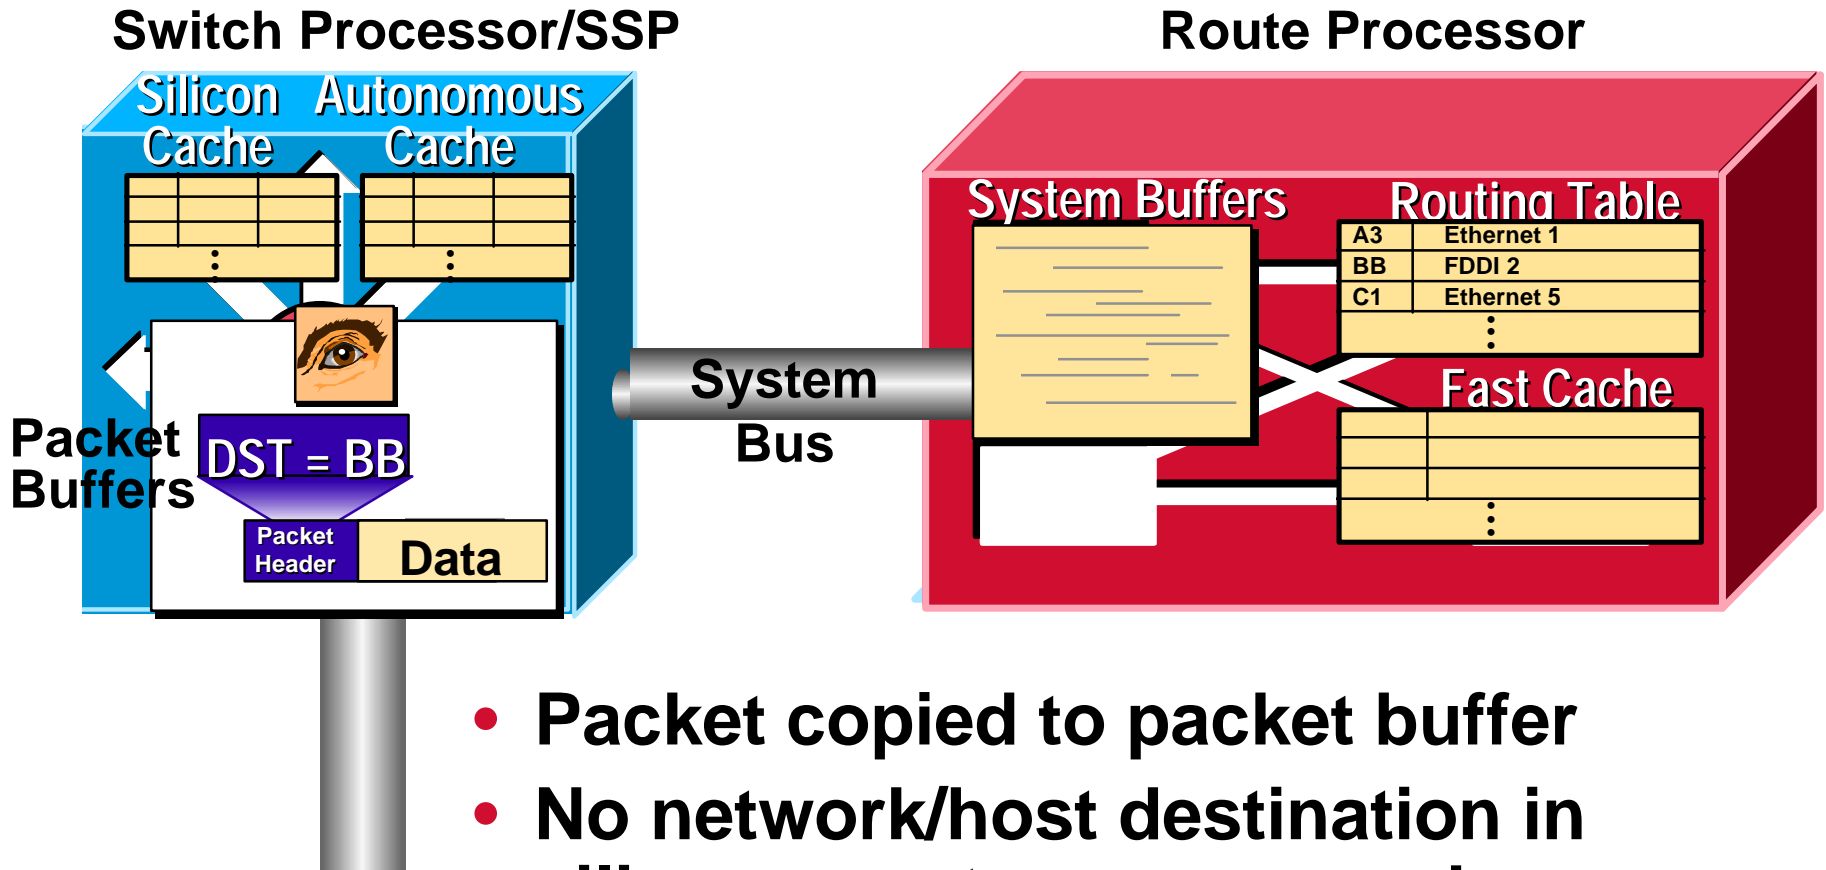 Switch Processor/SSP
Route Processor
Silicon Cache
Autonomous Cache
System Buffers
Routing Table
A3 Ethernet 1
BB FDDI 2
C1 Ethernet 5
Fast Cache
System
Bus
Packet
Buffers
DST = BB
Packet
Header
Data
• Packet copied to packet buffer
• No network/host destination in